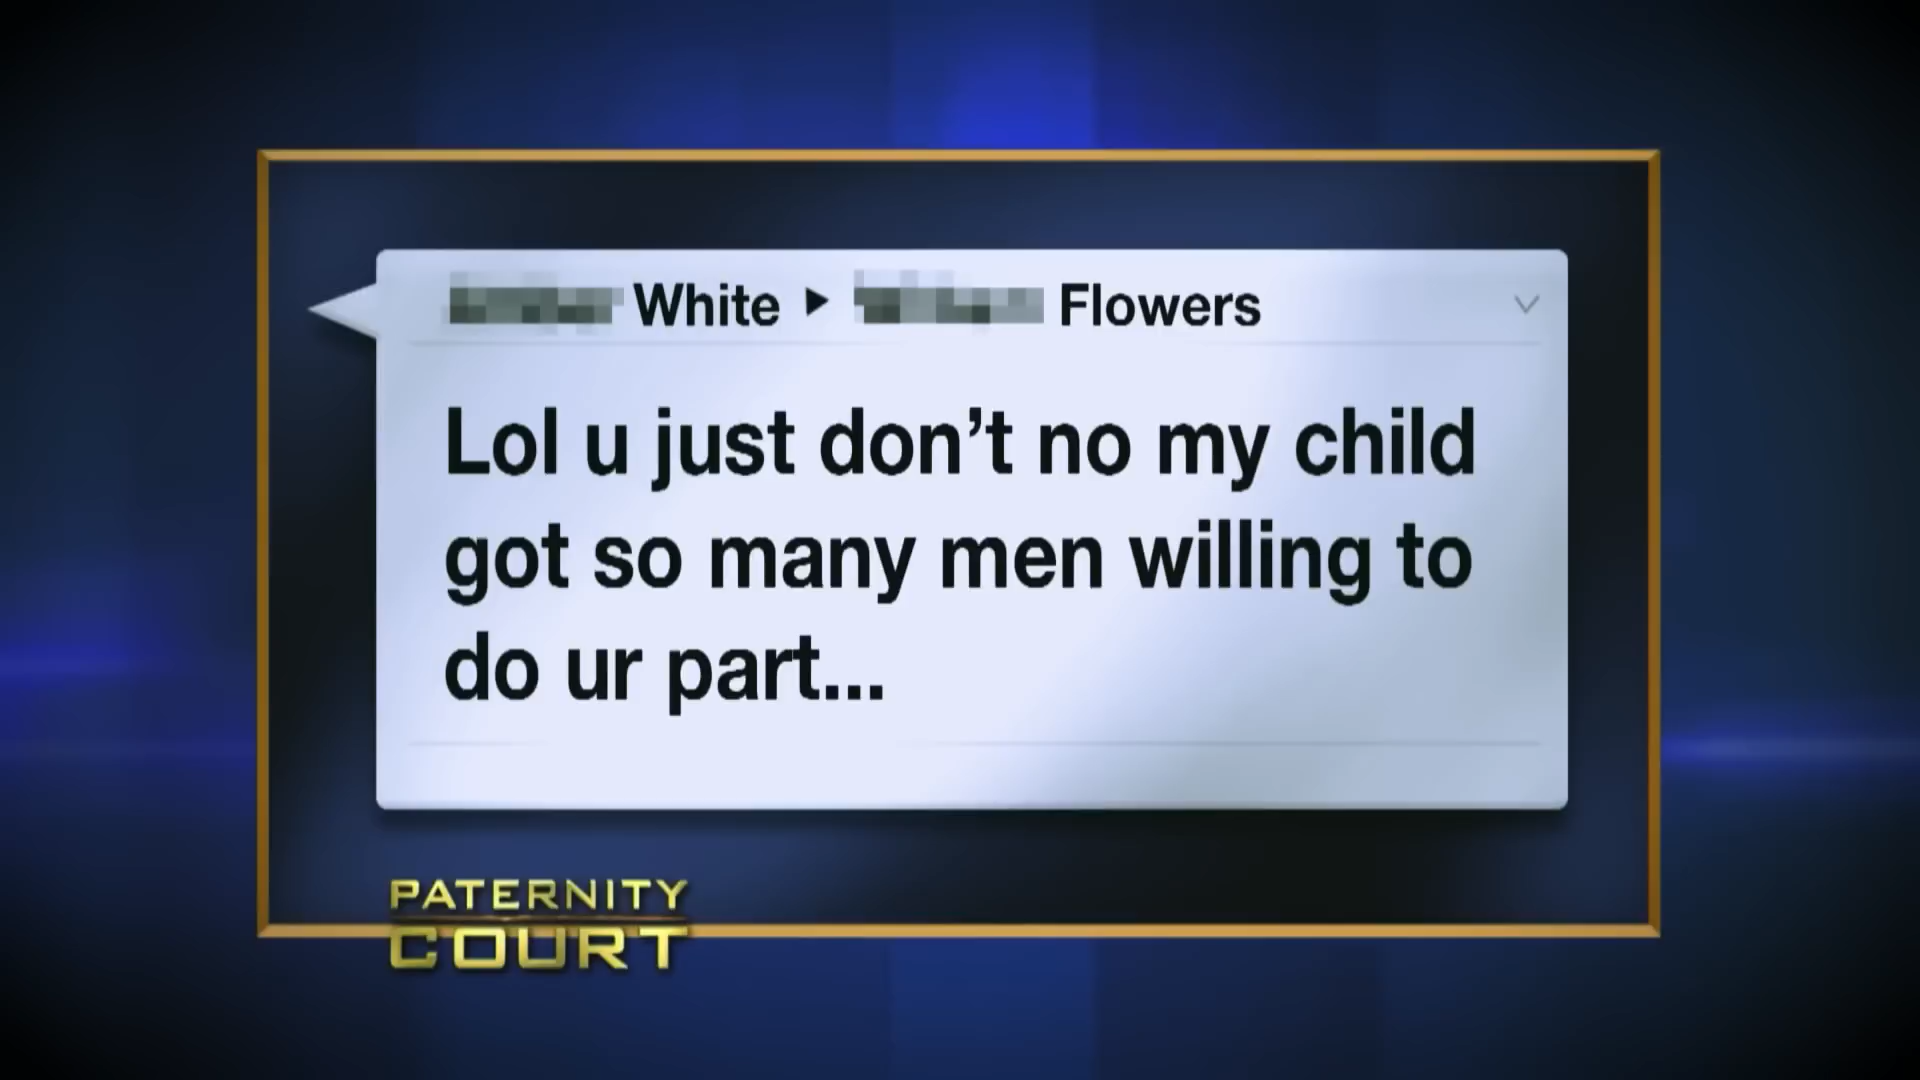 White ▶ Flowers
Lol u just don’t no my child
got so many men willing to
do ur part...
PATERNITY
COURT